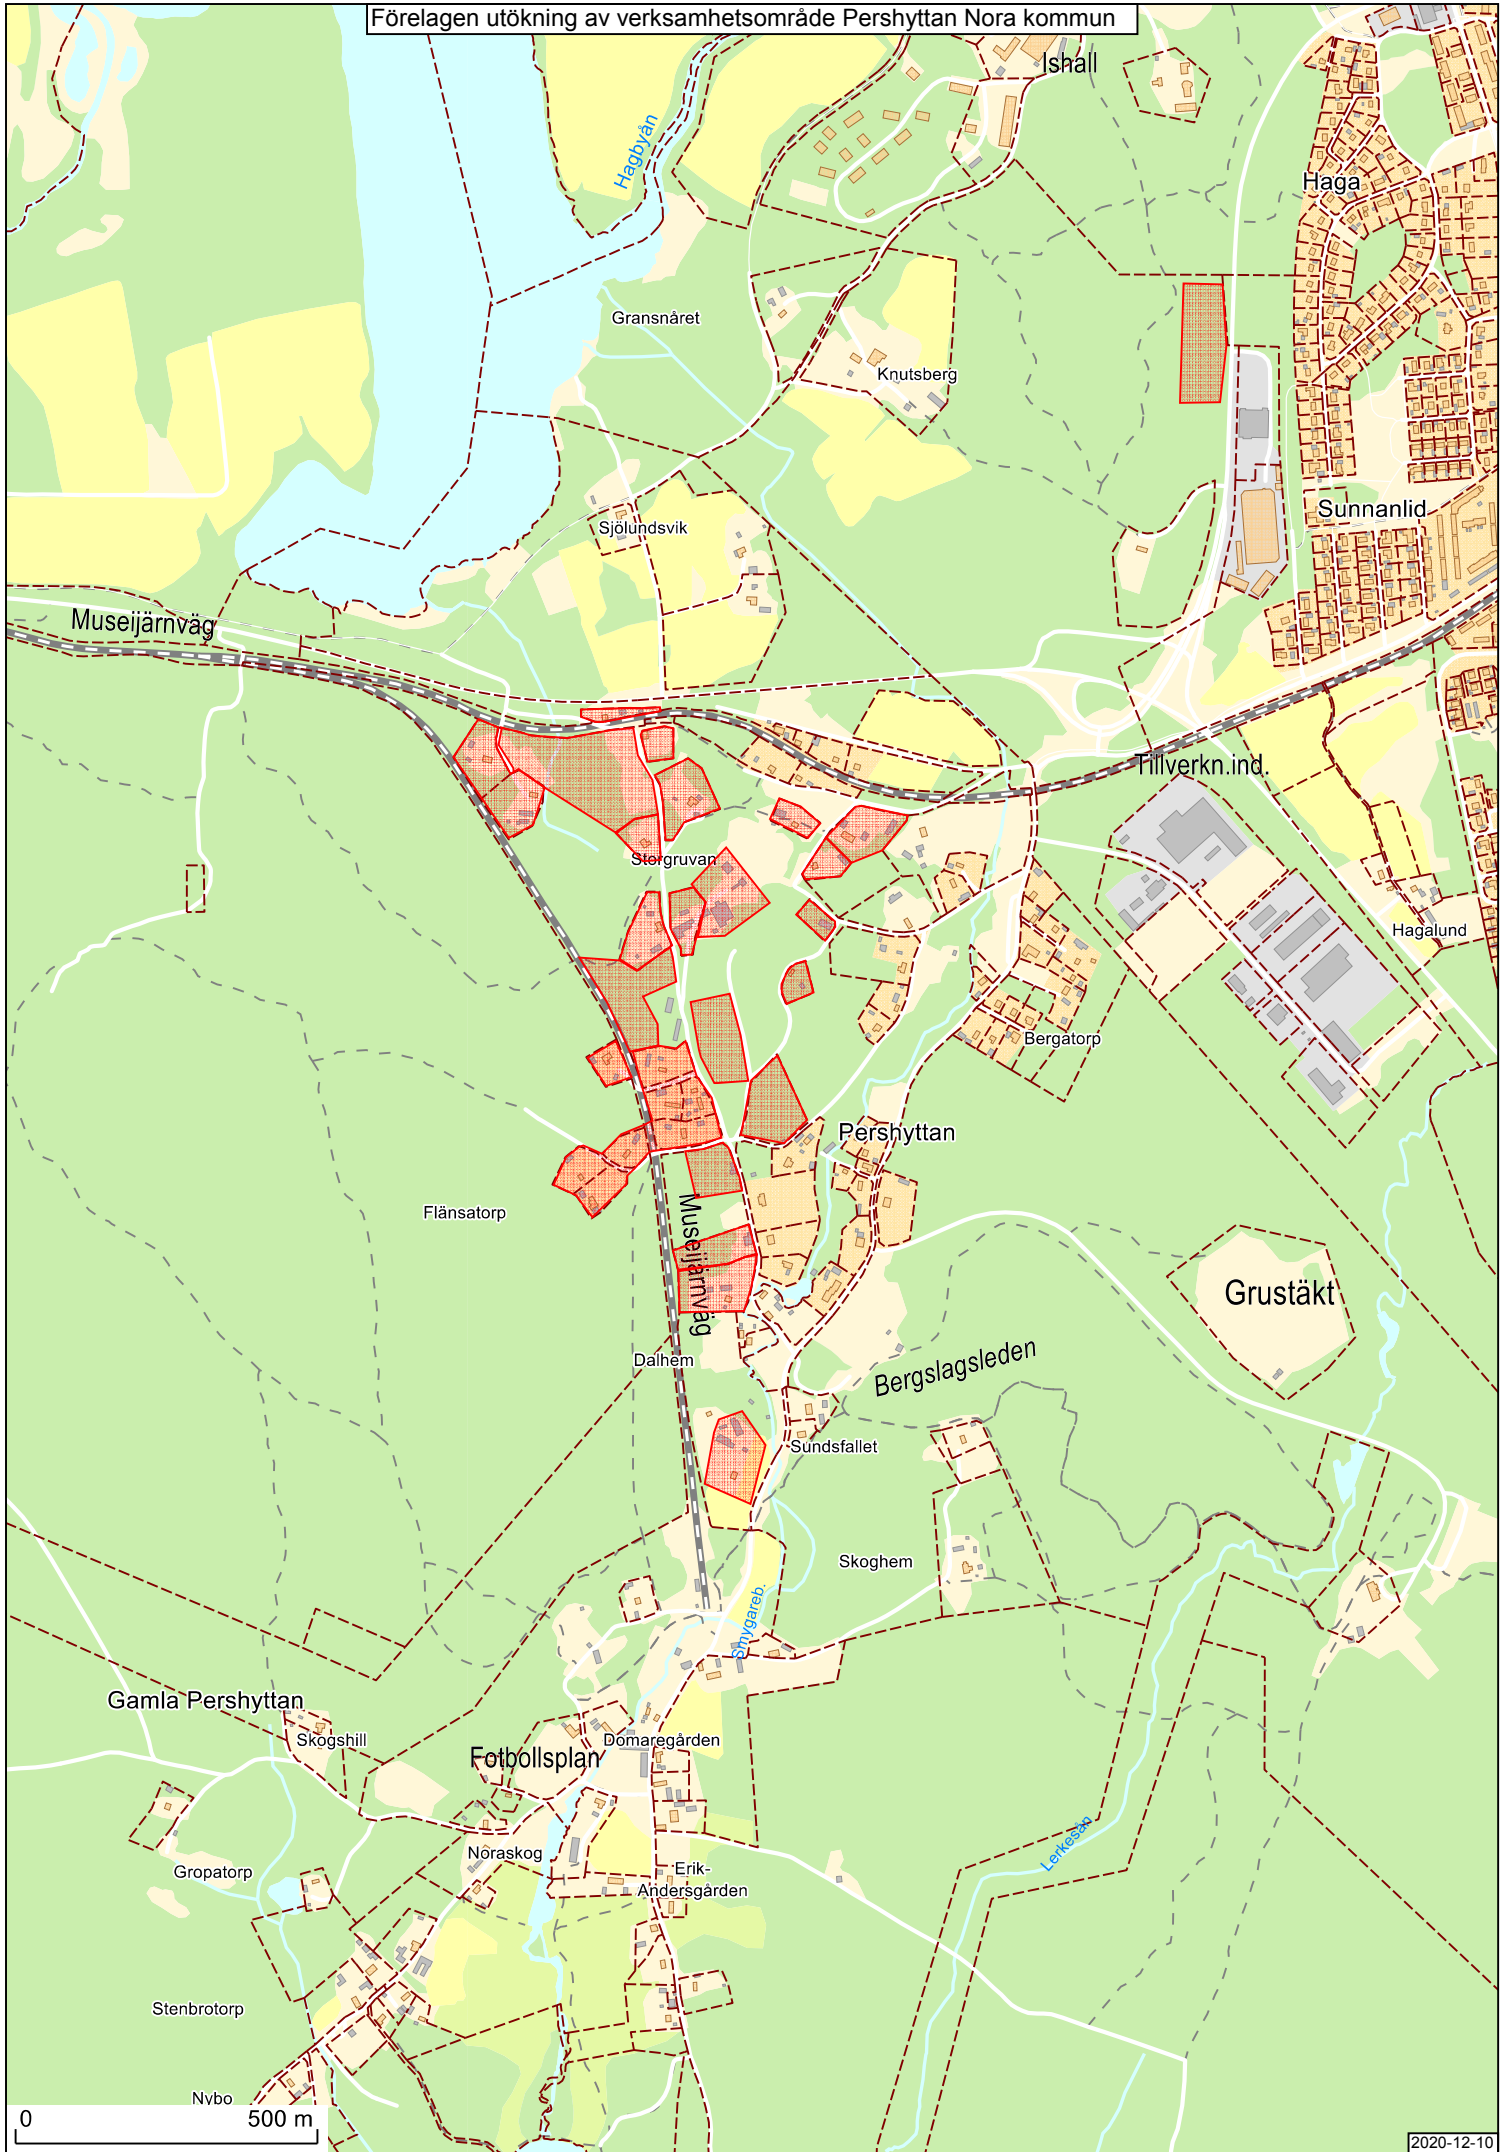 Förelagen utökning av verksamhetsområde Pershyttan Nora kommun
Ishall
Hagbyån
Haga
Gransnåret
Knutsberg
Sunnanlid
Sjölundsvik
Museijärnväg
Tillverkn.ind.
Storgruvan
Hagalund
Bergatorp
Pershyttan
Flänsatorp
Museijärnväg
Grustäkt
Dalhem
Bergslagsleden
Sundsfallet
Skoghem
Smygareb.
Gamla Pershyttan
Skogshill
Domaregården
Fotbollsplan
Noraskog
Lerkesån
Gropatorp
Erik-
Andersgården
Stenbrotorp
Nybo
0 500 m
2020-12-10